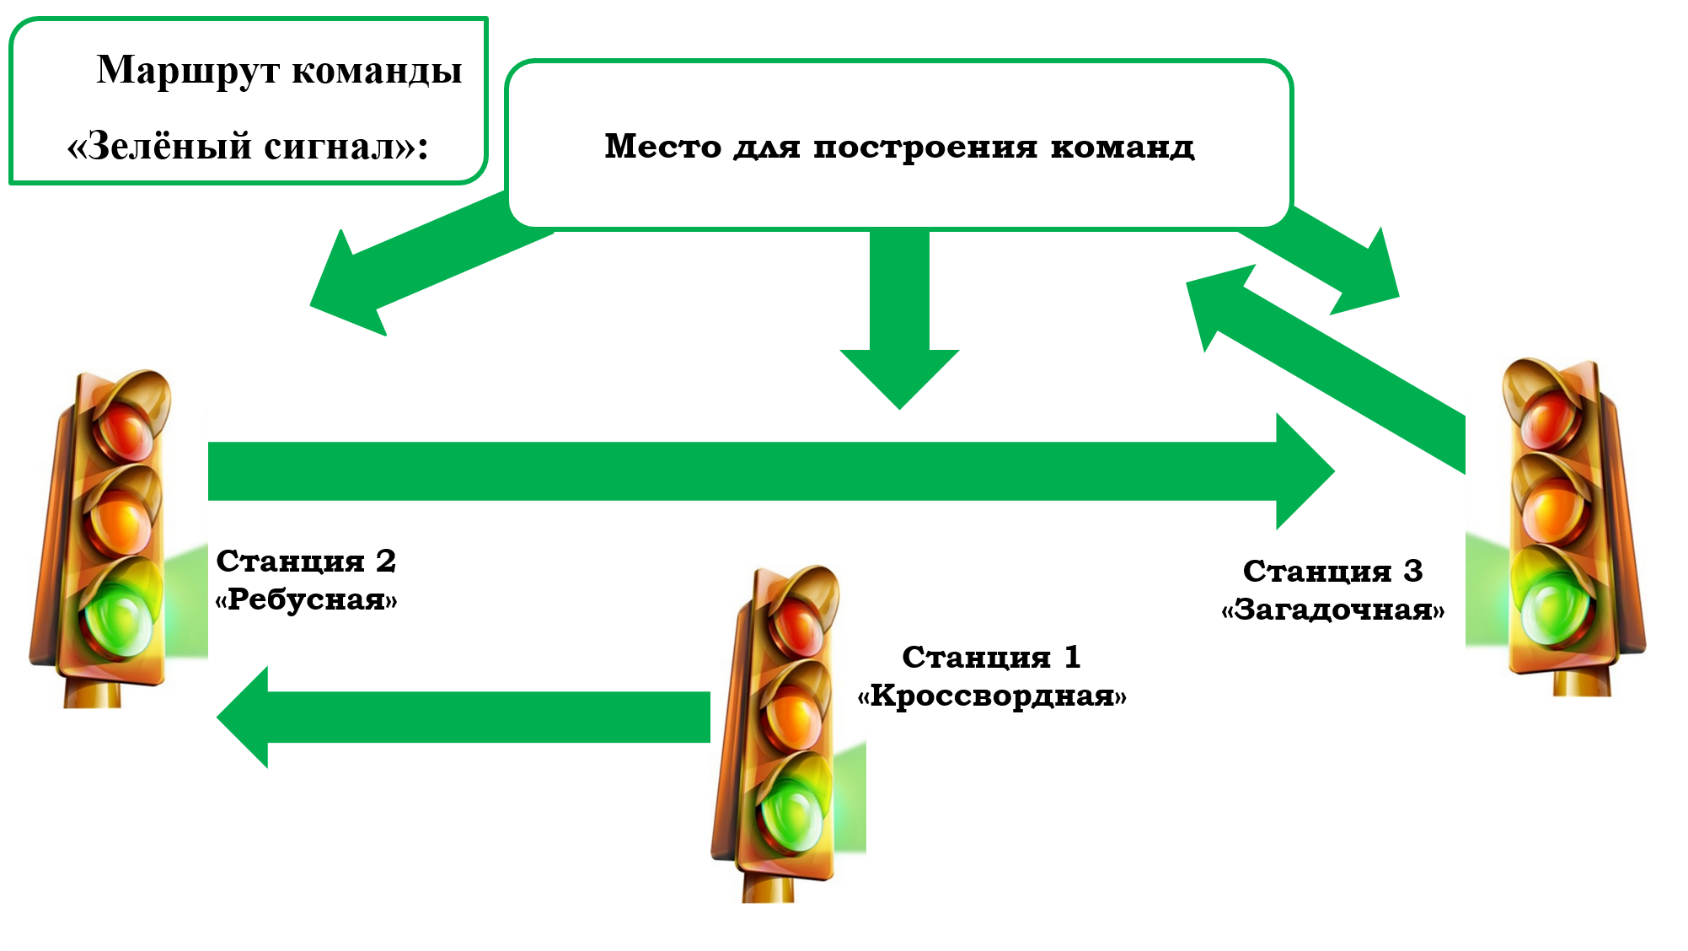 Маршрут команды
«Зелёный сигнал»:
Место для построения команд
Станция 2
«Ребусная»
Станция 3
«Загадочная»
Станция 1
«Кроссвордная»